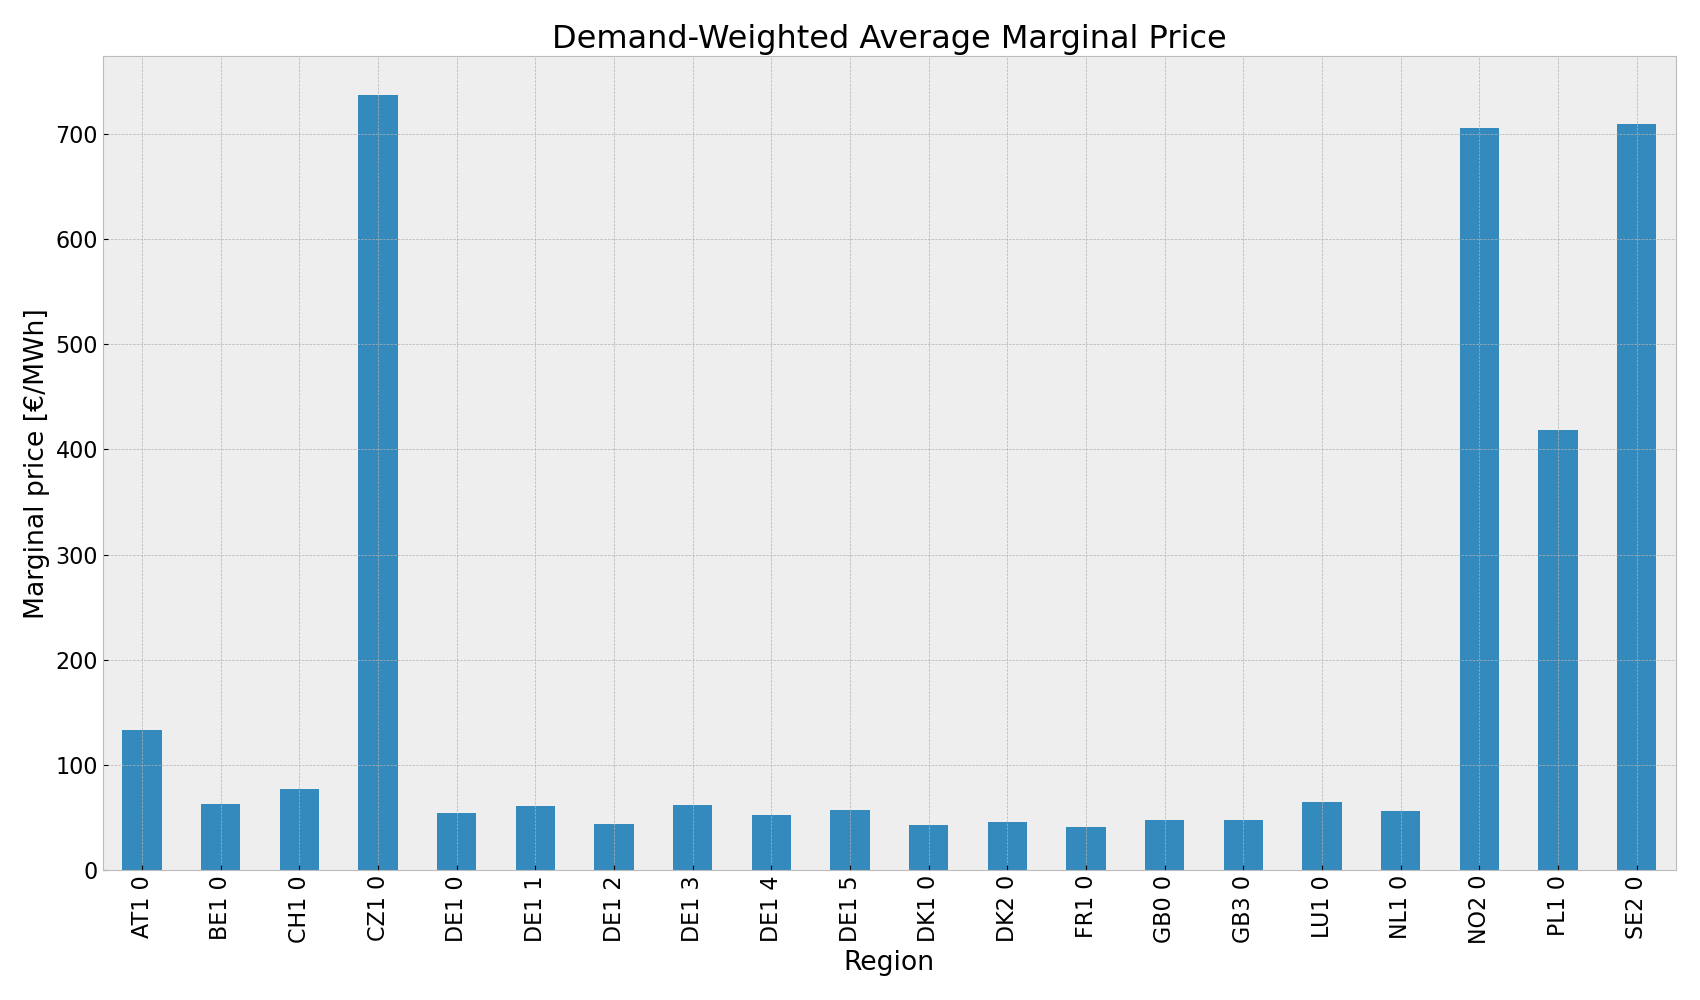 Demand-Weighted Average Marginal Price
Marginal price [€/MWh]
700
600
500
400
300
200
100
0
AT1 0
BE1 0
CH1 0
CZ1 0
DE1 0
DE1 1
DE1 2
DE1 3
DE1 4
DE1 5
DK1 0
DK2 0
FR1 0
GB0 0
GB3 0
LU1 0
NL1 0
NO2 0
PL1 0
SE2 0
Region